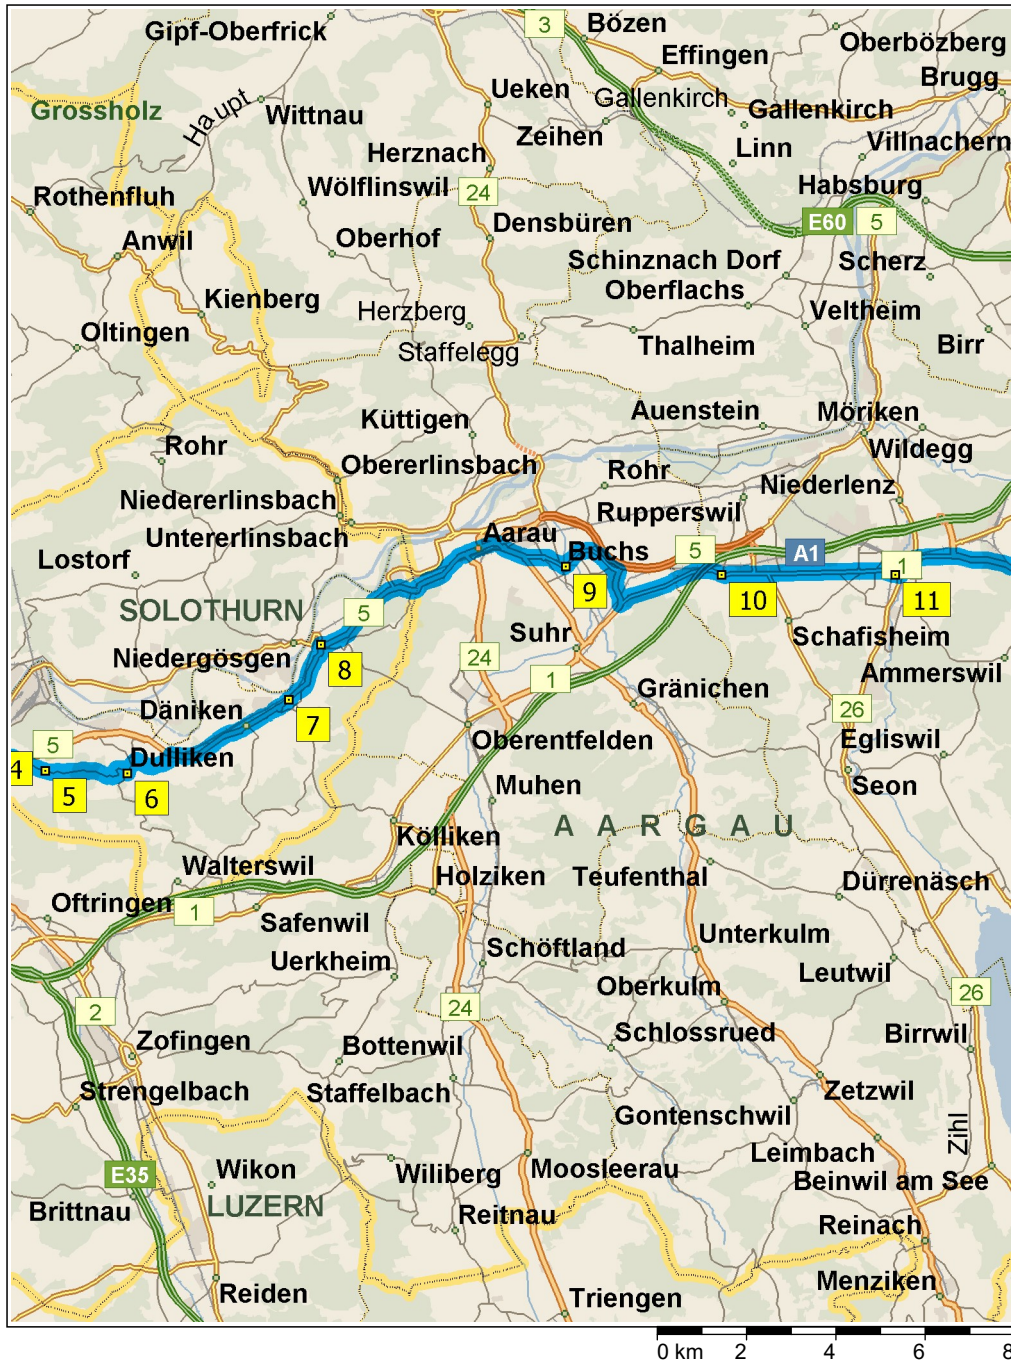 Gipf-Oberfrick
3
Bözen
Effingen
Oberbözberg
Brugg
Grossholz
Haupt
Wittnau
24
Ueken
Gallenkirch
Gallenkirch
Zeihen
Linn
Villnachern
Herznach
Wölflinswil
24
Habsburg
Rothenfluh
Densbüren
E60
5
Anwil
Oberhof
Schinznach Dorf
Scherz
Oberflachs
Kienberg
Herzberg
Veltheim
Oltingen
Staffelegg
Thalheim
Birr
Auenstein
Möriken
Küttigen
Rohr
Wildegg
Obererlinsbach
Rohr
Niederlenz
Niedererlinsbach
Rupperswil
Untererlinsbach
Aarau
Buchs
5
A1
1
Lostorf
9
10
11
SOLOTHURN
5
Suhr
Schafisheim
Niedergösgen
8
24
Ammerswil
1
Gränichen
7
26
Däniken
Oberentfelden
Egliswil
5
Dulliken
4
5
6
Muhen
Seon
AARGAU
Kölliken
Walterswil
Holziken
Teufenthal
Dürrenäsch
Oftringen
1
Safenwil
Unterkulm
Schöftland
Uerkheim
Leutwil
Oberkulm
26
2
24
Schlossrued
Birrwil
Zofingen
Bottenwil
Strengelbach
Staffelbach
Zetzwil
Gontenschwil
Zihl
Leimbach
E35
Wikon
Wiliberg
Moosleerau
Beinwil am See
LUZERN
Brittnau
Reitnau
Reinach
Reiden
Menziken
Triengen
0 km 2 4 6 8